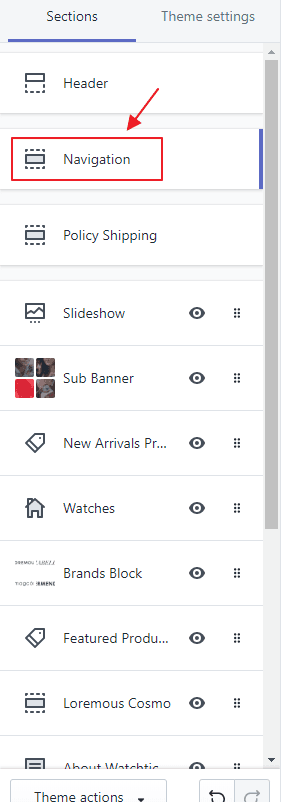 Sections
Theme settings
Header
Navigation
Policy Shipping
Slideshow
Sub Banner
New Arrivals Pr...
Watches
Brands Block
Featured Produ...
Loremous Cosmo
About Watchtic
Theme actions